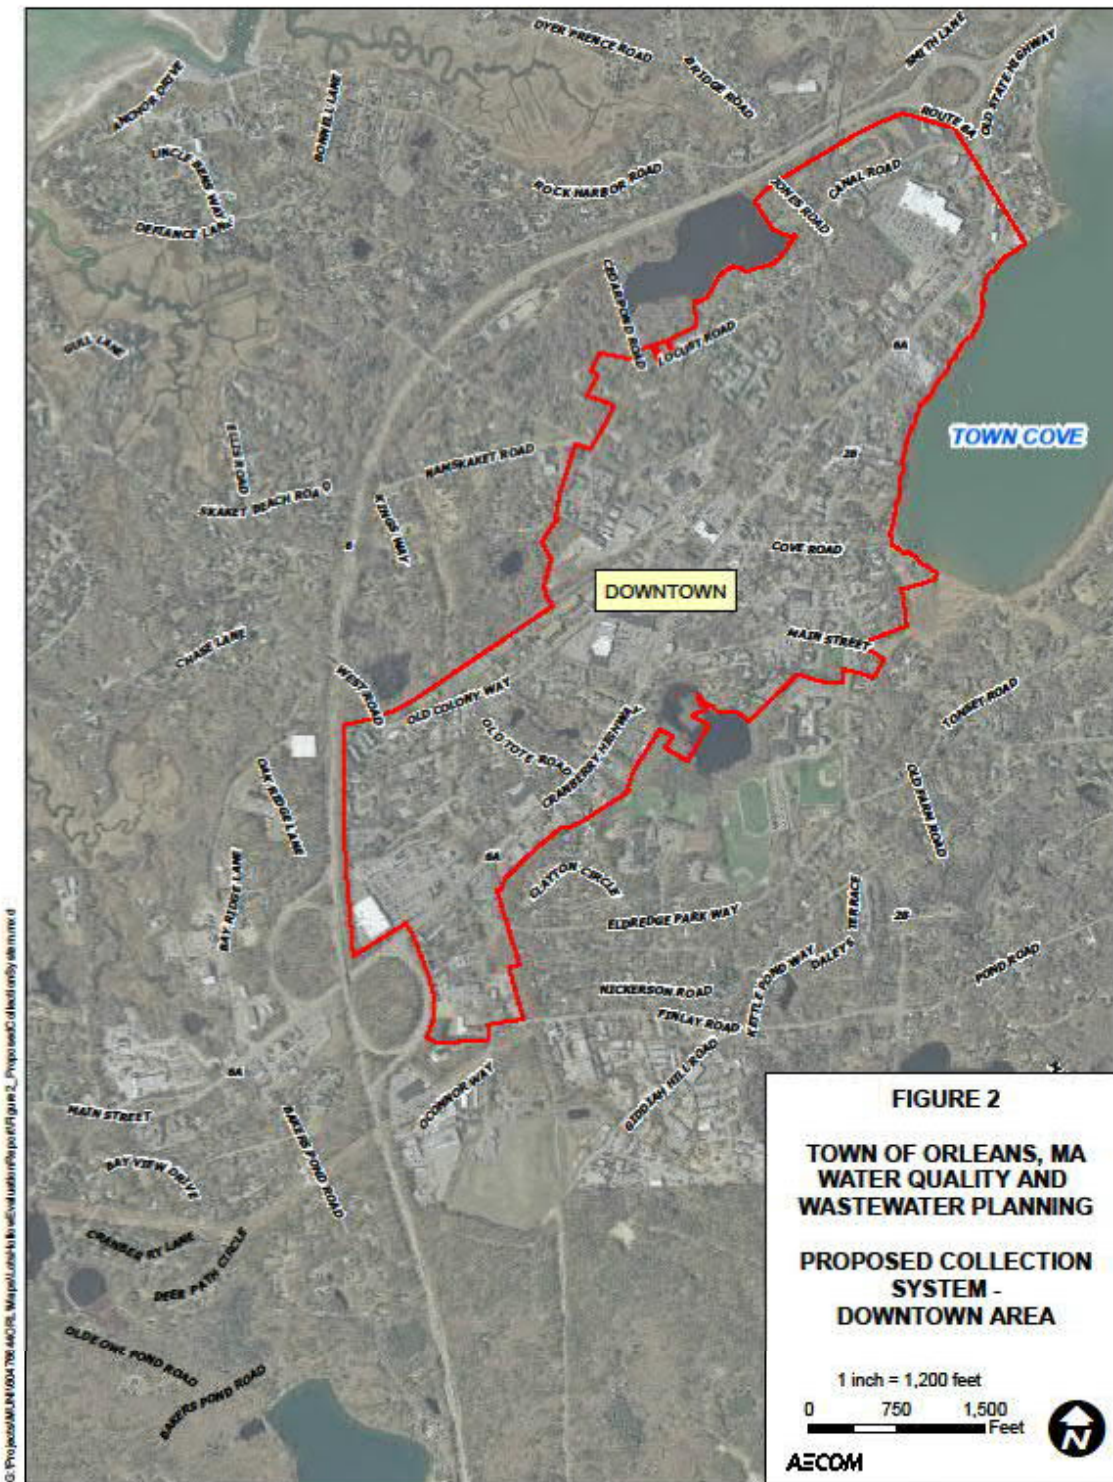 DYER PRENCE ROAD
SMITH LANE
OLD STATE HIGHWAY
BRIDGE ROAD
ANCHOR DRIVE
BONNELL LANE
ROUTE 6A
UNCLE BENS WAY
ROCK HARBOR ROAD
CANAL ROAD
JONES ROAD
DEFIANCE LANE
CEDAR POND ROAD
LOCUST ROAD
GULL LANE
6A
TOWN COVE
ELLIS ROAD
NAMSKAKET ROAD
28
SKAKET BEACH ROAD
KINGS WAY
6
COVE ROAD
DOWNTOWN
CHASE LANE
MAIN STREET
WEST ROAD
OLD COLONY WAY
TONSET ROAD
OLD TOTE ROAD
CRANBERRY HIGHWAY
OAK RIDGE LANE
OLD FARM ROAD
6A
CLAYTON CIRCLE
BAY RIDGE LANE
ELDREDGE PARK WAY
DALEYS TERRACE
28
POND ROAD
KETTLE POND WAY
NICKERSON ROAD
FINLAY ROAD
6A
OCONNOR WAY
GIDDIAH HILL ROAD
MAIN STREET
BAKERS POND ROAD
BAY VIEW DRIVE
CRANBERRY LANE
DEER PATH CIRCLE
OLDE OWL POND ROAD
BAKERS POND ROAD
FIGURE 2
TOWN OF ORLEANS, MA
WATER QUALITY AND
WASTEWATER PLANNING
PROPOSED COLLECTION
SYSTEM -
DOWNTOWN AREA
1 inch = 1,200 feet
0 750 1,500
Feet
N
AECOM